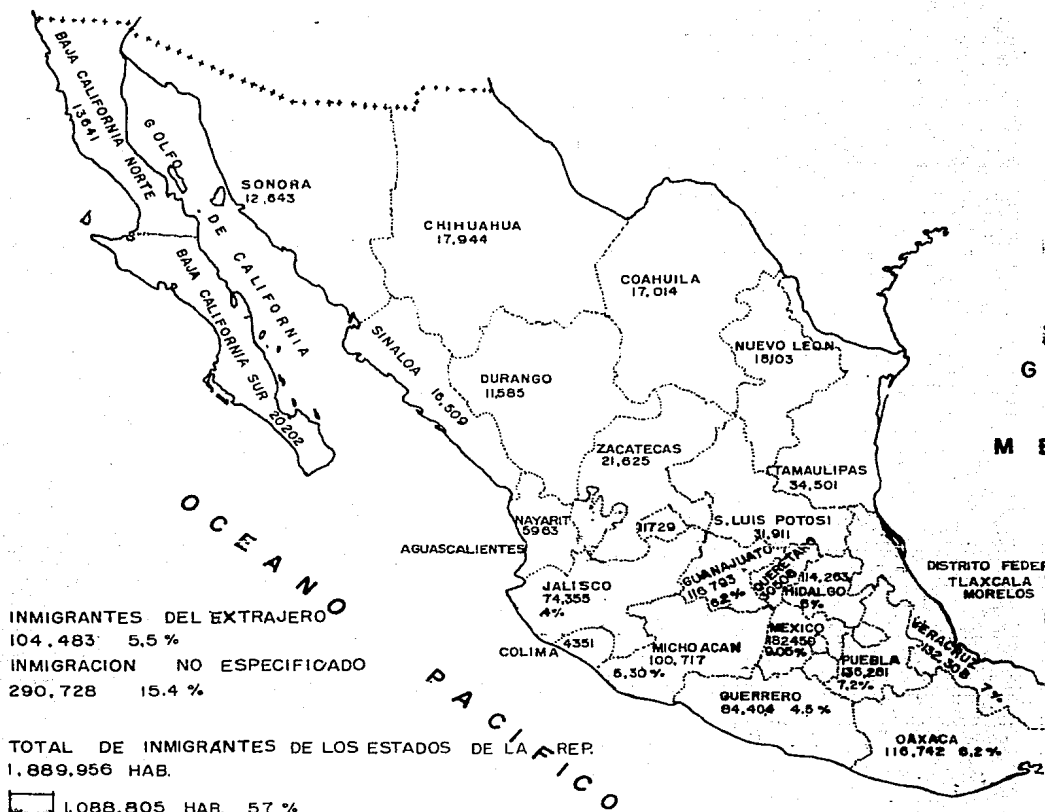 BAJA CALIFORNIA NORTE
13641
GOLFO DE CALIFORNIA
SONORA
12,643
CHIHUAHUA
17,944
COAHUILA
17,014
BAJA CALIFORNIA SUR 20202
SINALOA 16,509
DURANGO
11,585
NUEVO LEON
18,103
G
M E
ZACATECAS
21,625
TAMAULIPAS
34,501
OCEANO
NAYARIT
5963
11729
S. LUIS POTOSI
31,911
AGUASCALIENTES
JALISCO
74,355
4%
GUANAJUATO
116 793
6.2%
QUERETARO
114,263
HIDALGO
6%
DISTRITO FEDER
TLAXCALA
MORELOS
INMIGRANTES DEL EXTRAJERO
104.483 5.5 %
INMIGRACION NO ESPECIFICADO
290,728 15.4 %
COLIMA
4351
MICHOACAN
100,717
5,30 %
MEXICO
182459
9.05%
PUEBLA
136,261
7,2%
VERACRUZ
132,308 7%
GUERRERO
84,404 4.5 %
OAXACA
116,742 6.2%
PACIFICO
TOTAL DE INMIGRANTES DE LOS ESTADOS DE LA REP.
1.889,956 HAB.
1,088,805 HAB. 57 %